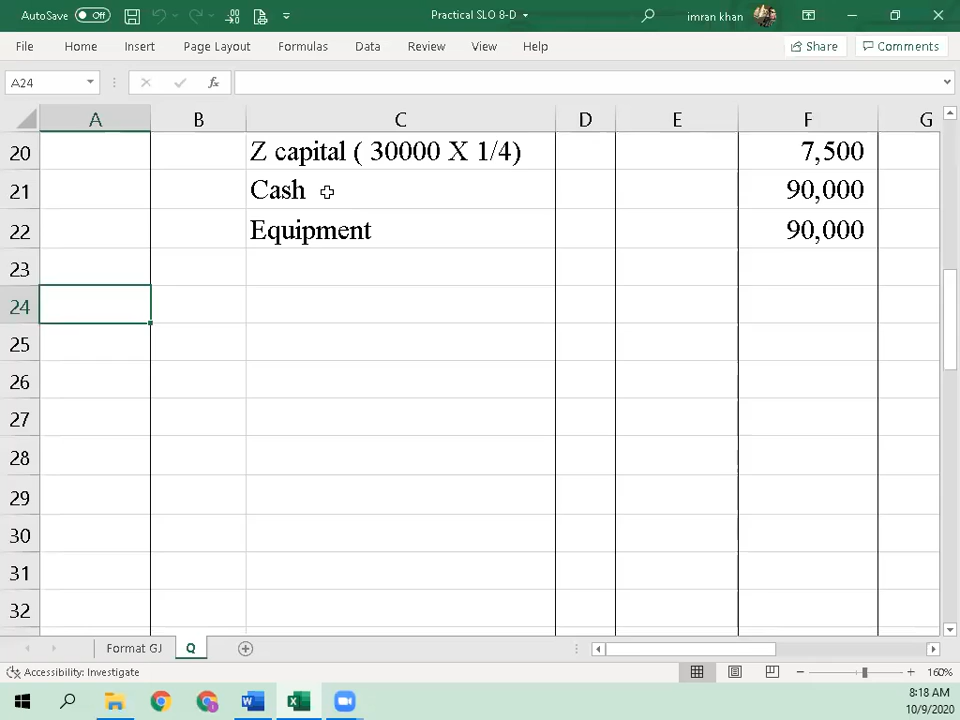 AutoSave Off Practical SLO 8-D imran khan
File Home Insert Page Layout Formulas Data Review View Help Share Comments
A24 fx
A B C D E F G
20 Z capital ( 30000 X 1/4) 7,500
21 Cash 90,000
22 Equipment 90,000
23
24
25
26
27
28
29
30
31
32
Format GJ Q
Accessibility: Investigate 160%
8:18 AM
10/9/2020